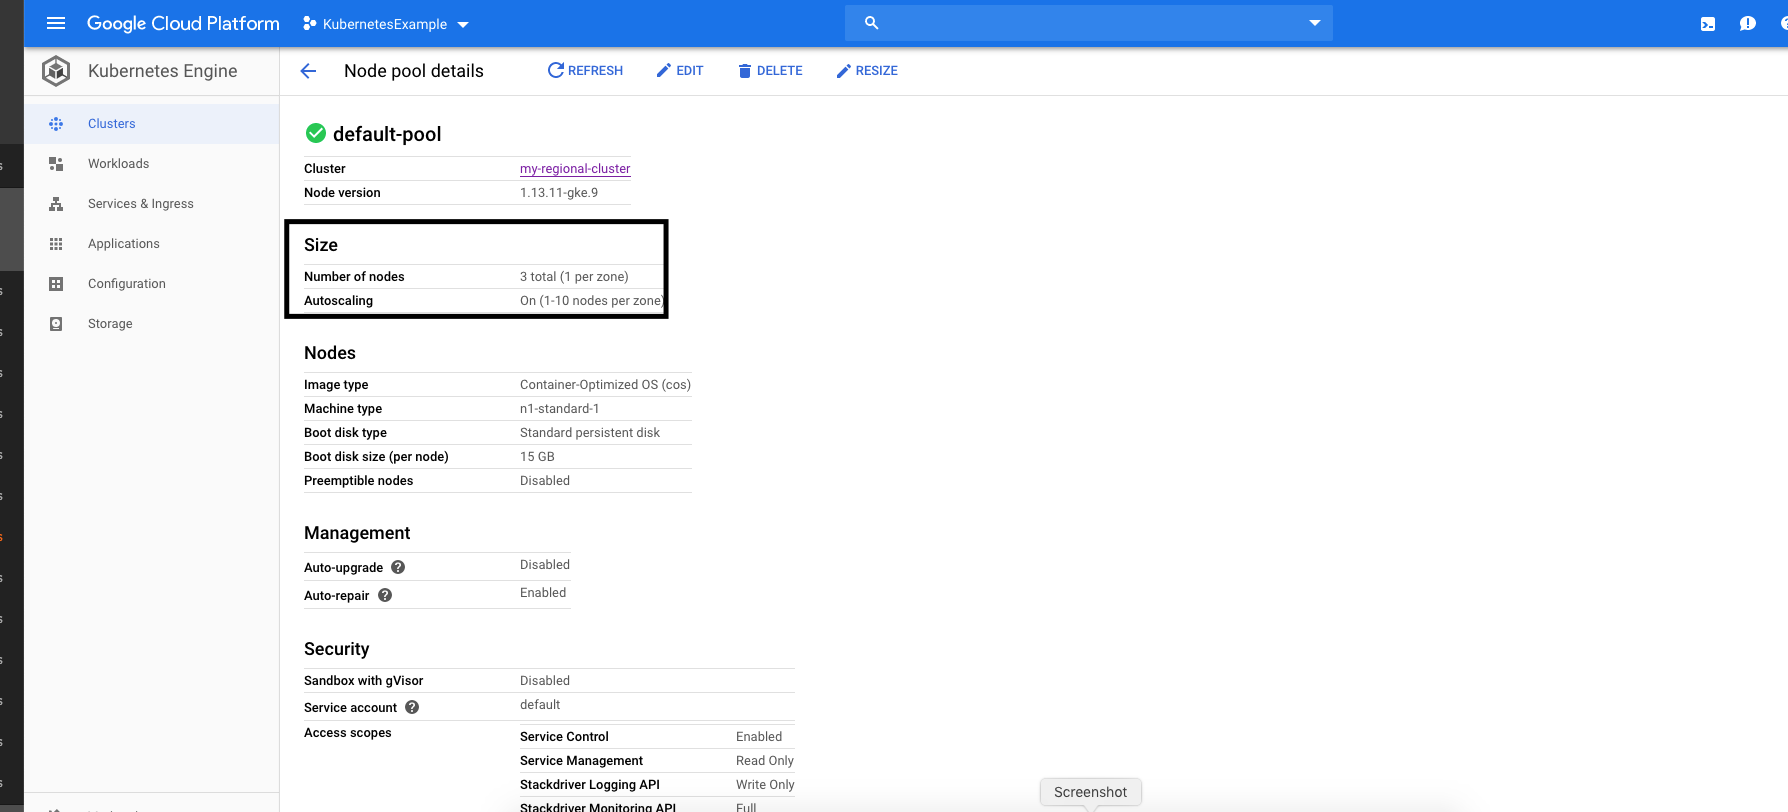 Google Cloud Platform KubernetesExample
Kubernetes Engine
Node pool details REFRESH EDIT DELETE RESIZE
Clusters
Workloads
Services & Ingress
Applications
Configuration
Storage
default-pool
Cluster my-regional-cluster
Node version 1.13.11-gke.9
Size
Number of nodes 3 total (1 per zone)
Autoscaling On (1-10 nodes per zone)
Nodes
Image type Container-Optimized OS (cos)
Machine type n1-standard-1
Boot disk type Standard persistent disk
Boot disk size (per node) 15 GB
Preemptible nodes Disabled
Management
Auto-upgrade Disabled
Auto-repair Enabled
Security
Sandbox with gVisor Disabled
Service account default
Access scopes
Service Control Enabled
Service Management Read Only
Stackdriver Logging API Write Only
Stackdriver Monitoring API Full
Screenshot